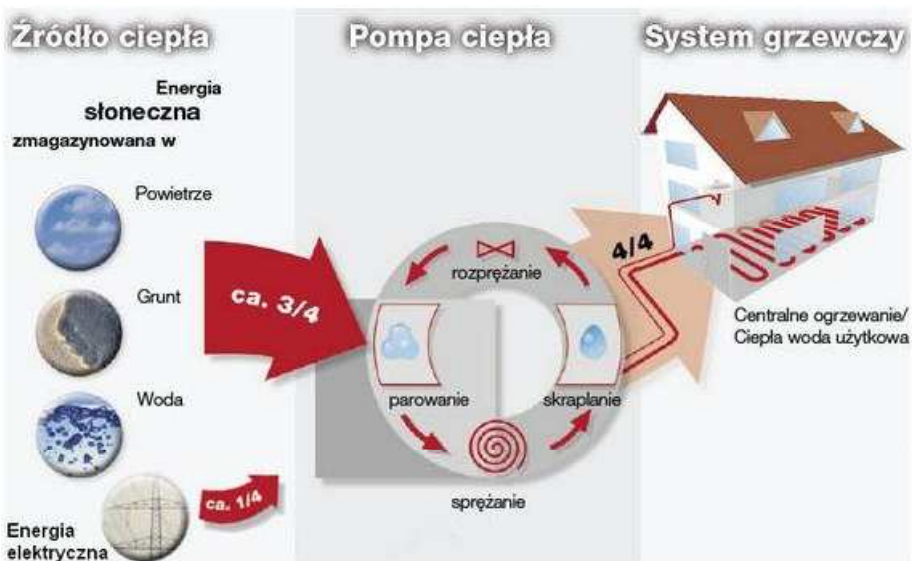 Źródło ciepła
Pompa ciepła
System grzewczy
Energia
słoneczna
zmagazynowana w
Powietrze
Grunt
Woda
Energia
elektryczna
ca. 3/4
ca. 1/4
rozprężanie
parowanie
skraplanie
sprężanie
4/4
Centralne ogrzewanie/
Ciepła woda użytkowa